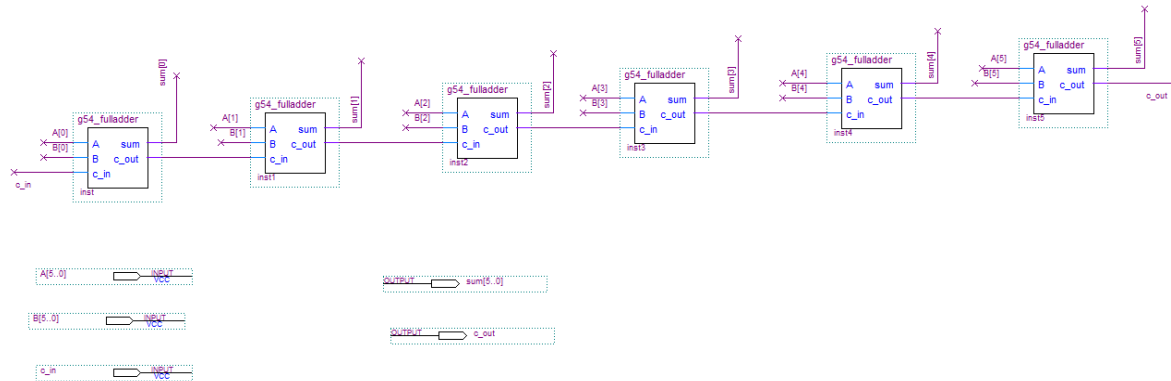 sum[0]
g54_fulladder
A[0]
A
sum
B[0]
B
c_out
c_in
inst
c_in
sum[1]
g54_fulladder
A[1]
A
sum
B[1]
B
c_out
c_in
inst1
sum[2]
g54_fulladder
A[2]
A
sum
B[2]
B
c_out
c_in
inst2
sum[3]
g54_fulladder
A[3]
A
sum
B[3]
B
c_out
c_in
inst3
sum[4]
g54_fulladder
A[4]
A
sum
B[4]
B
c_out
c_in
inst4
sum[5]
g54_fulladder
A[5]
A
sum
B[5]
B
c_out
c_in
inst5
c_out
A[5..0]
INPUT
VCC
OUTPUT
sum[5..0]
B[5..0]
INPUT
VCC
OUTPUT
c_out
c_in
INPUT
VCC